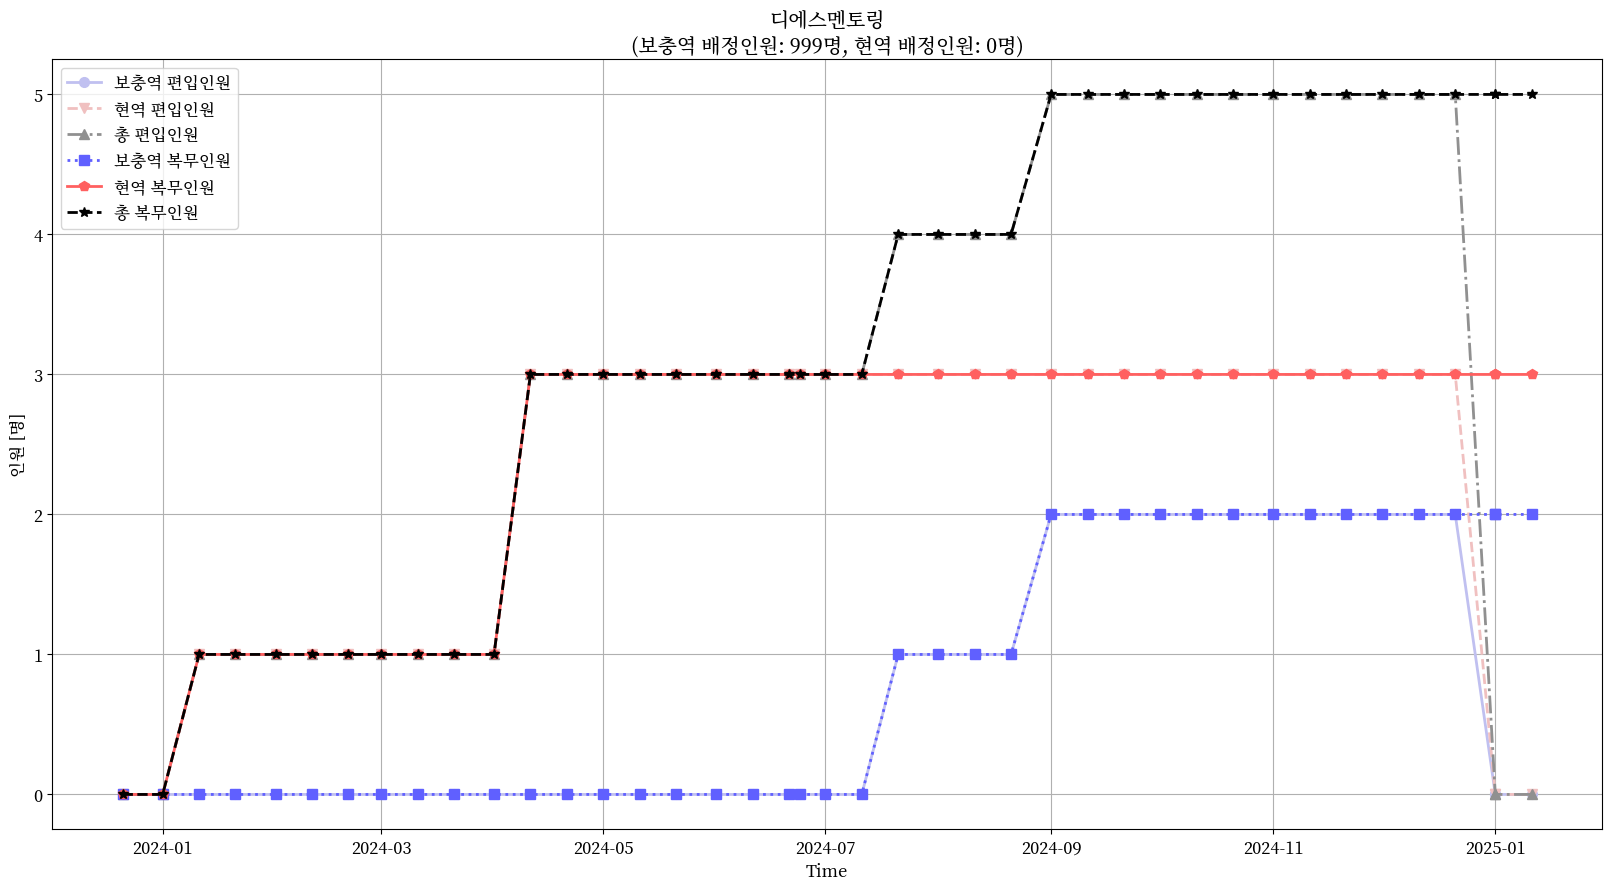 디에스멘토링
(보충역 배정인원: 999명, 현역 배정인원: 0명)
보충역 편입인원
현역 편입인원
총 편입인원
보충역 복무인원
현역 복무인원
총 복무인원
5
4
3
2
1
0
인원 [명]
2024-01
2024-03
2024-05
2024-07
2024-09
2024-11
2025-01
Time